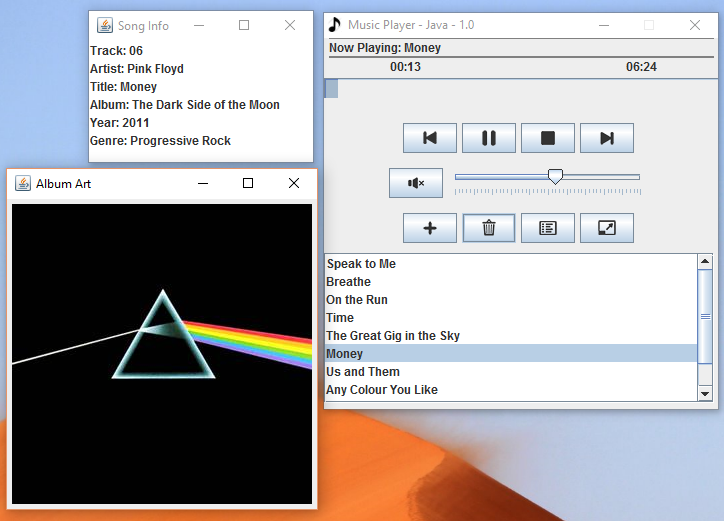 Song Info
Track: 06
Artist: Pink Floyd
Title: Money
Album: The Dark Side of the Moon
Year: 2011
Genre: Progressive Rock
Album Art
Music Player - Java - 1.0
Now Playing: Money
00:13 06:24
Speak to Me
Breathe
On the Run
Time
The Great Gig in the Sky
Money
Us and Them
Any Colour You Like